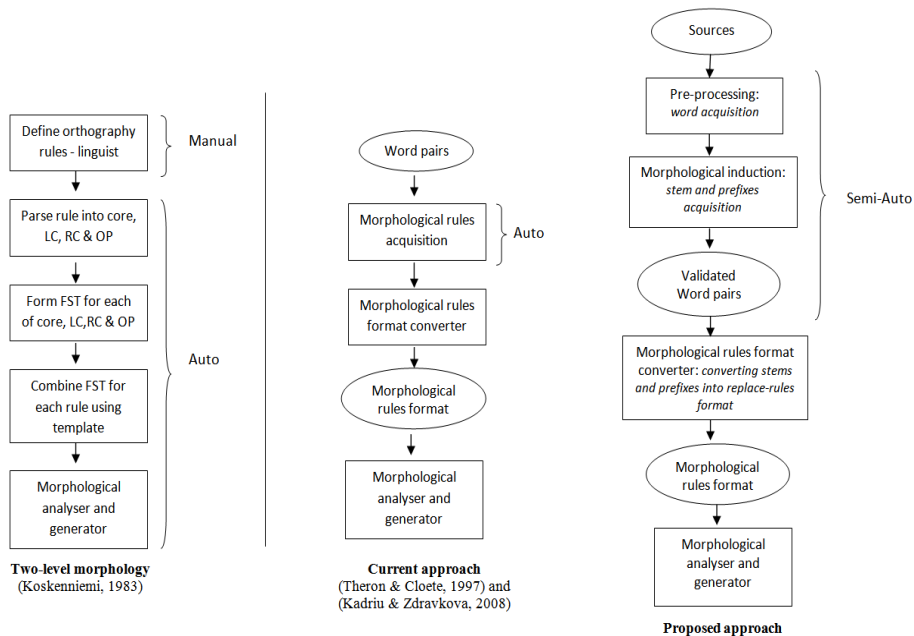 Define orthography
rules - linguist
Manual
Parse rule into core,
LC, RC & OP
Form FST for each
of core, LC,RC & OP
Auto
Combine FST for
each rule using
template
Morphological
analyser and
generator
Two-level morphology
(Koskenniemi, 1983)
Word pairs
Morphological rules
acquisition
Auto
Morphological rules
format converter
Morphological
rules format
Morphological
analyser and
generator
Current approach
(Theron & Cloete, 1997) and
(Kadriu & Zdravkova, 2008)
Sources
Pre-processing:
word acquisition
Morphological induction:
stem and prefixes
acquisition
Semi-Auto
Validated
Word pairs
Morphological rules format
converter: converting stems
and prefixes into replace-rules
format
Morphological
rules format
Morphological
analyser and
generator
Proposed approach